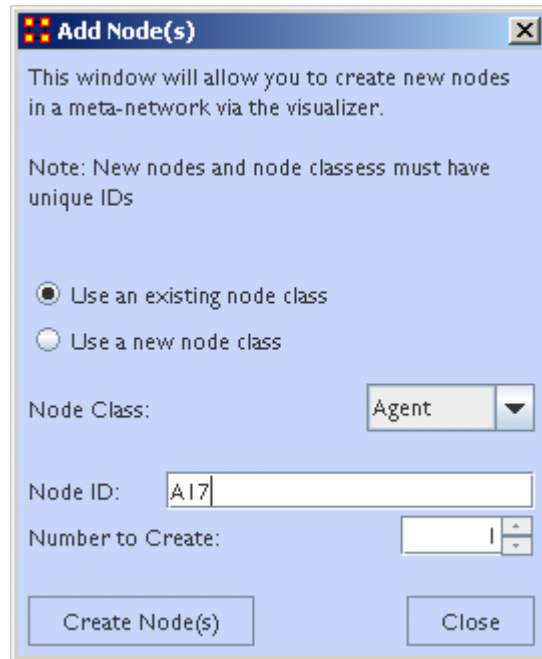 Add Node(s)
This window will allow you to create new nodes
in a meta-network via the visualizer.
Note: New nodes and node classess must have
unique IDs
Use an existing node class
Use a new node class
Node Class: Agent
Node ID: A17
Number to Create: 1
Create Node(s) Close